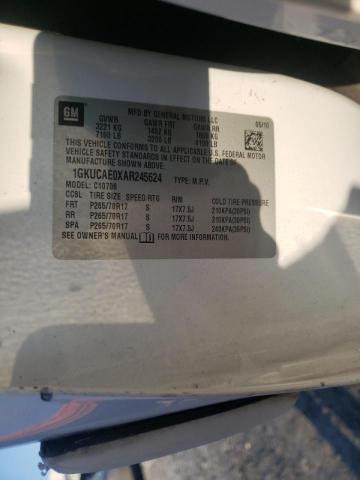 GM
MFD BY GENERAL MOTORS LLC
GVWR GAWR FRT GAWR RR 05/10
3221 KG 1452 KG 1860 KG
7100 LB 3200 LB 4100 LB
THIS VEHICLE CONFORMS TO ALL APPLICABLE U.S. FEDERAL MOTOR
VEHICLE SAFETY STANDARDS IN EFFECT ON THE DATE OF
MANUFACTURE SHOWN ABOVE.
1GKUCAE0XAR245624 TYPE: M.P.V.
MODEL: C10706
CCSL TIRE SIZE SPEED RTG RIM COLD TIRE PRESSURE
FRT P265/70R17 S 17X7.5J 210KPA(30PSI)
RR P265/70R17 S 17X7.5J 210KPA(30PSI)
SPA P265/70R17 S 17X7.5J 240KPA(35PSI)
SEE OWNER'S MANUAL FOR MORE INFORMATION.